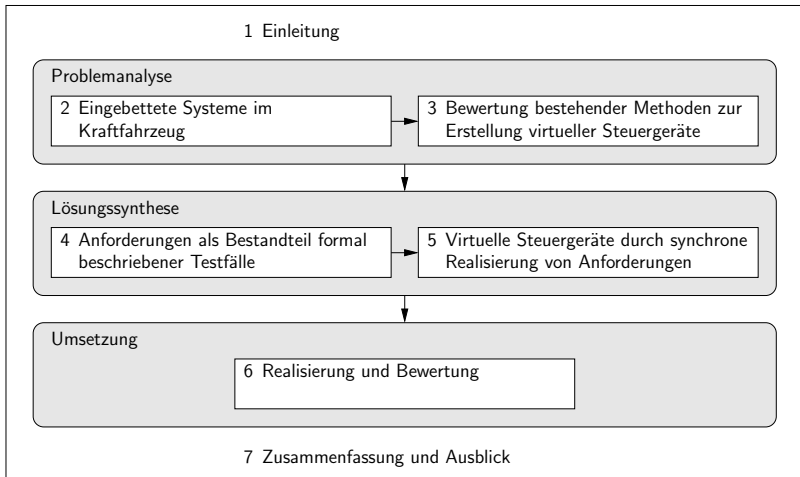 1 Einleitung
Problemanalyse
2 Eingebettete Systeme im
Kraftfahrzeug
3 Bewertung bestehender Methoden zur
Erstellung virtueller Steuergeräte
Lösungssynthese
4 Anforderungen als Bestandteil formal
beschriebener Testfälle
5 Virtuelle Steuergeräte durch synchrone
Realisierung von Anforderungen
Umsetzung
6 Realisierung und Bewertung
7 Zusammenfassung und Ausblick